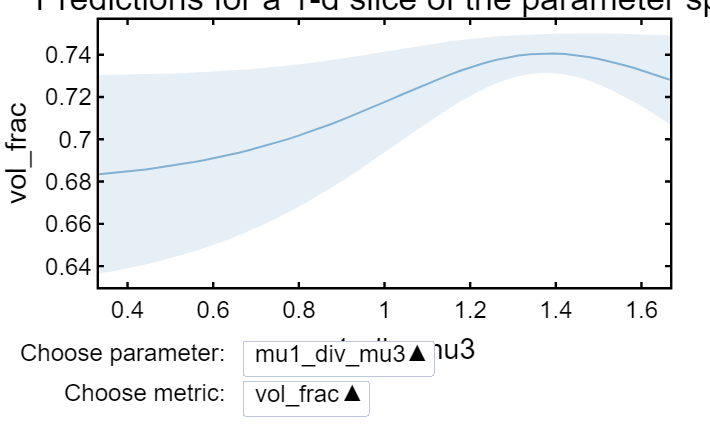 Predictions for a 1-d slice of the parameter
vol_frac
0.74
0.72
0.7
0.68
0.66
0.64
0.4 0.6 0.8 1 1.2 1.4 1.6
Choose parameter: mu1_div_mu3▲
Choose metric: vol_frac▲